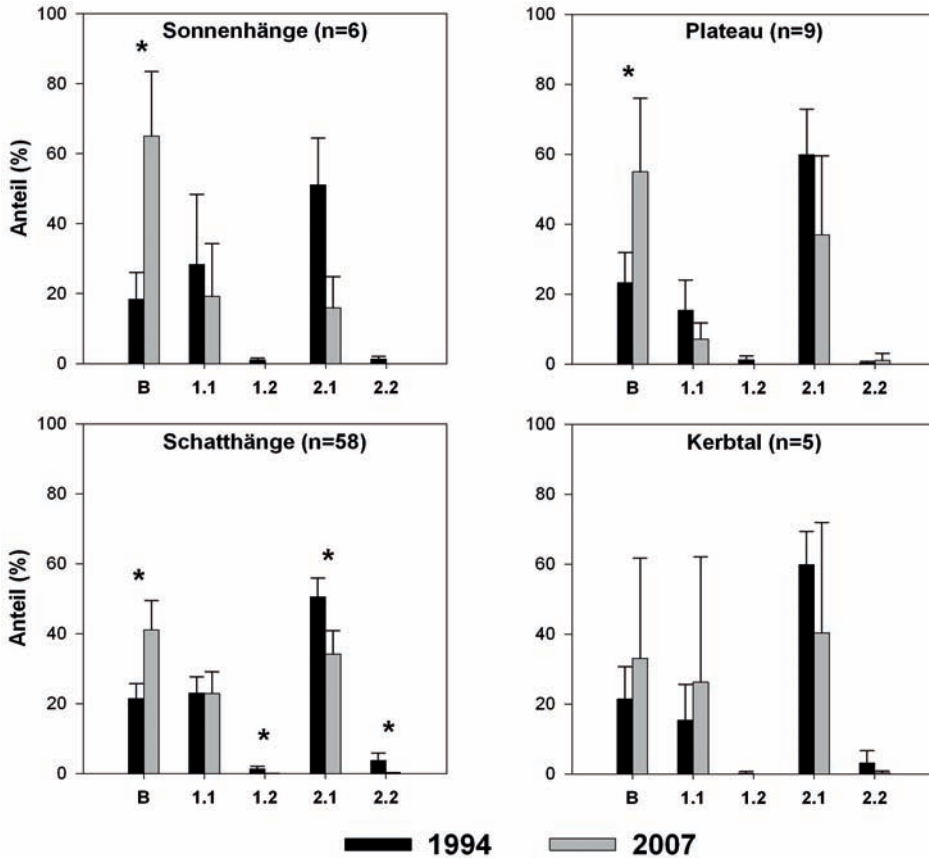 Sonnenhänge (n=6)
*
Anteil (%)
100
80
60
40
20
0
B 1.1 1.2 2.1 2.2
Plateau (n=9)
*
100
80
60
40
20
0
B 1.1 1.2 2.1 2.2
Schatthänge (n=58)
* * * *
Anteil (%)
100
80
60
40
20
0
B 1.1 1.2 2.1 2.2
Kerbtal (n=5)
100
80
60
40
20
0
B 1.1 1.2 2.1 2.2
1994 2007